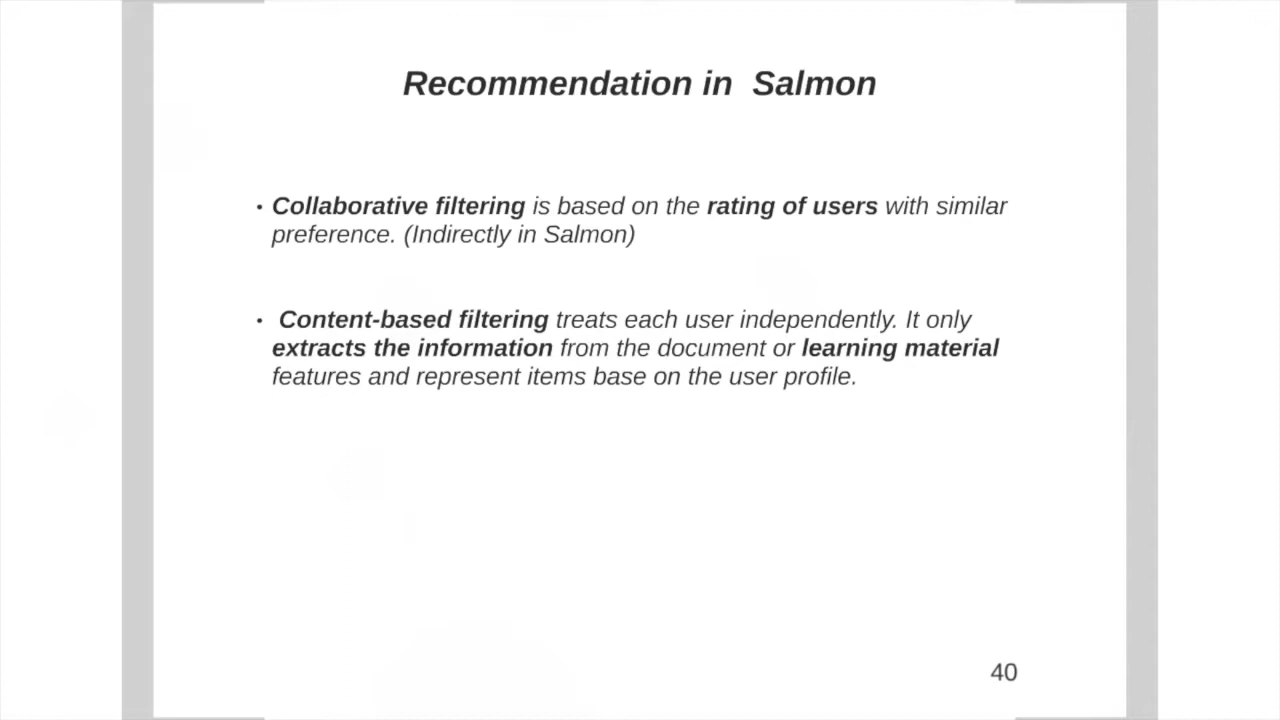 Recommendation in Salmon
• Collaborative filtering is based on the rating of users with similar
preference. (Indirectly in Salmon)
• Content-based filtering treats each user independently. It only
extracts the information from the document or learning material
features and represent items base on the user profile.
40